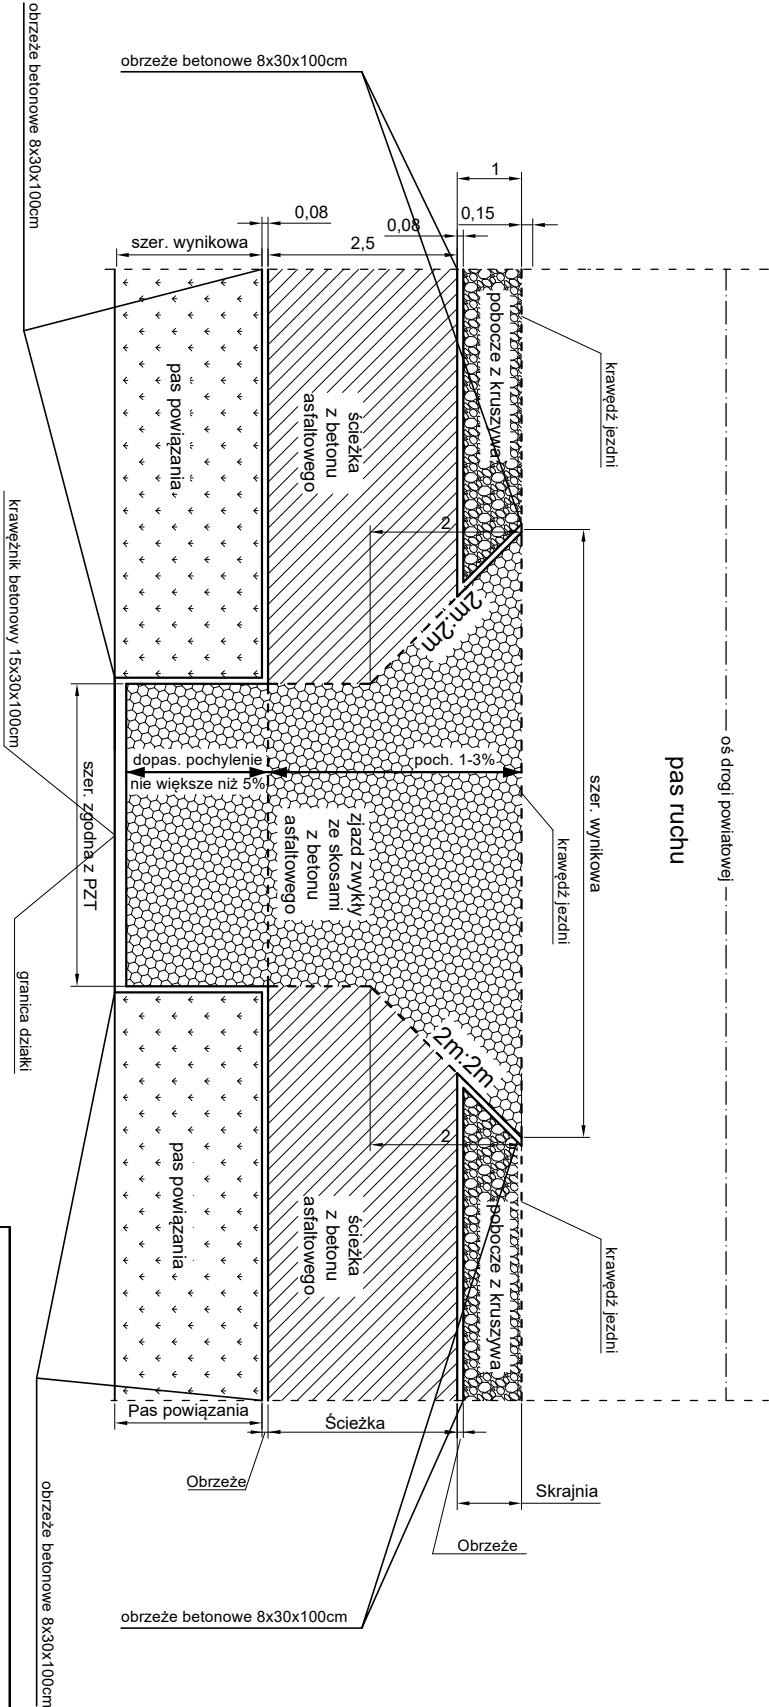 obrzeże betonowe 8x30x100cm
obrzeże betonowe 8x30x100cm
1
0,15
0,08
0,08
2,5
szer. wynikowa
pobocze z kruszywa
krawędź jezdni
ścieżka
z betonu
asfaltowego
pas powiązania
2
2m:2m
krawężnik betonowy 15x30x100cm
szer. zgodna z PZT
dopas. pochylenie
nie większe niż 5%
poch. 1-3%
zjazd zwykły
ze skosami
z betonu
asfaltowego
krawędź jezdni
szer. wynikowa
pas ruchu
oś drogi powiatowej
granica działki
2m:2m
2
pas powiązania
ścieżka
z betonu
asfaltowego
pobocze z kruszywa
krawędź jezdni
Pas powiązania
Ścieżka
Obrzeże
Skrajnia
Obrzeże
obrzeże betonowe 8x30x100cm
obrzeże betonowe 8x30x100cm